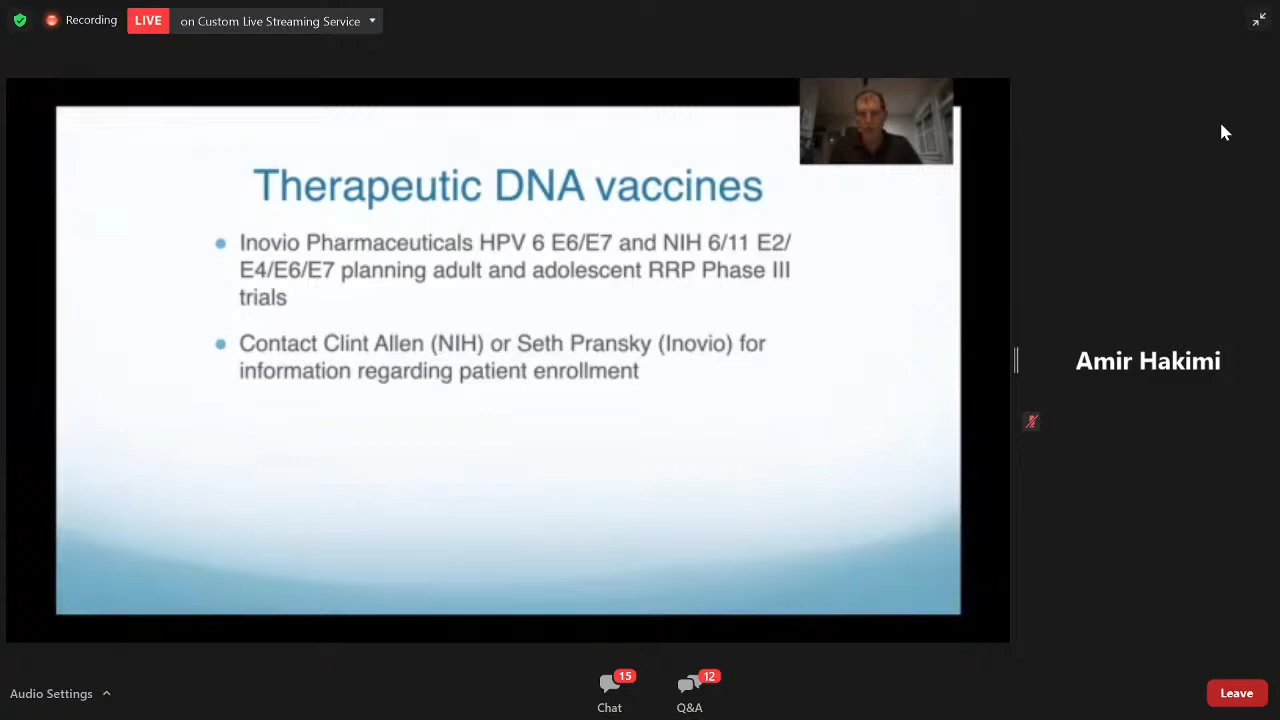 Recording
LIVE
on Custom Live Streaming Service
Therapeutic DNA vaccines
Inovio Pharmaceuticals HPV 6 E6/E7 and NIH 6/11 E2/
E4/E6/E7 planning adult and adolescent RRP Phase III
trials
Contact Clint Allen (NIH) or Seth Pransky (Inovio) for
information regarding patient enrollment
Amir Hakimi
Audio Settings
15
Chat
12
Q&A
Leave